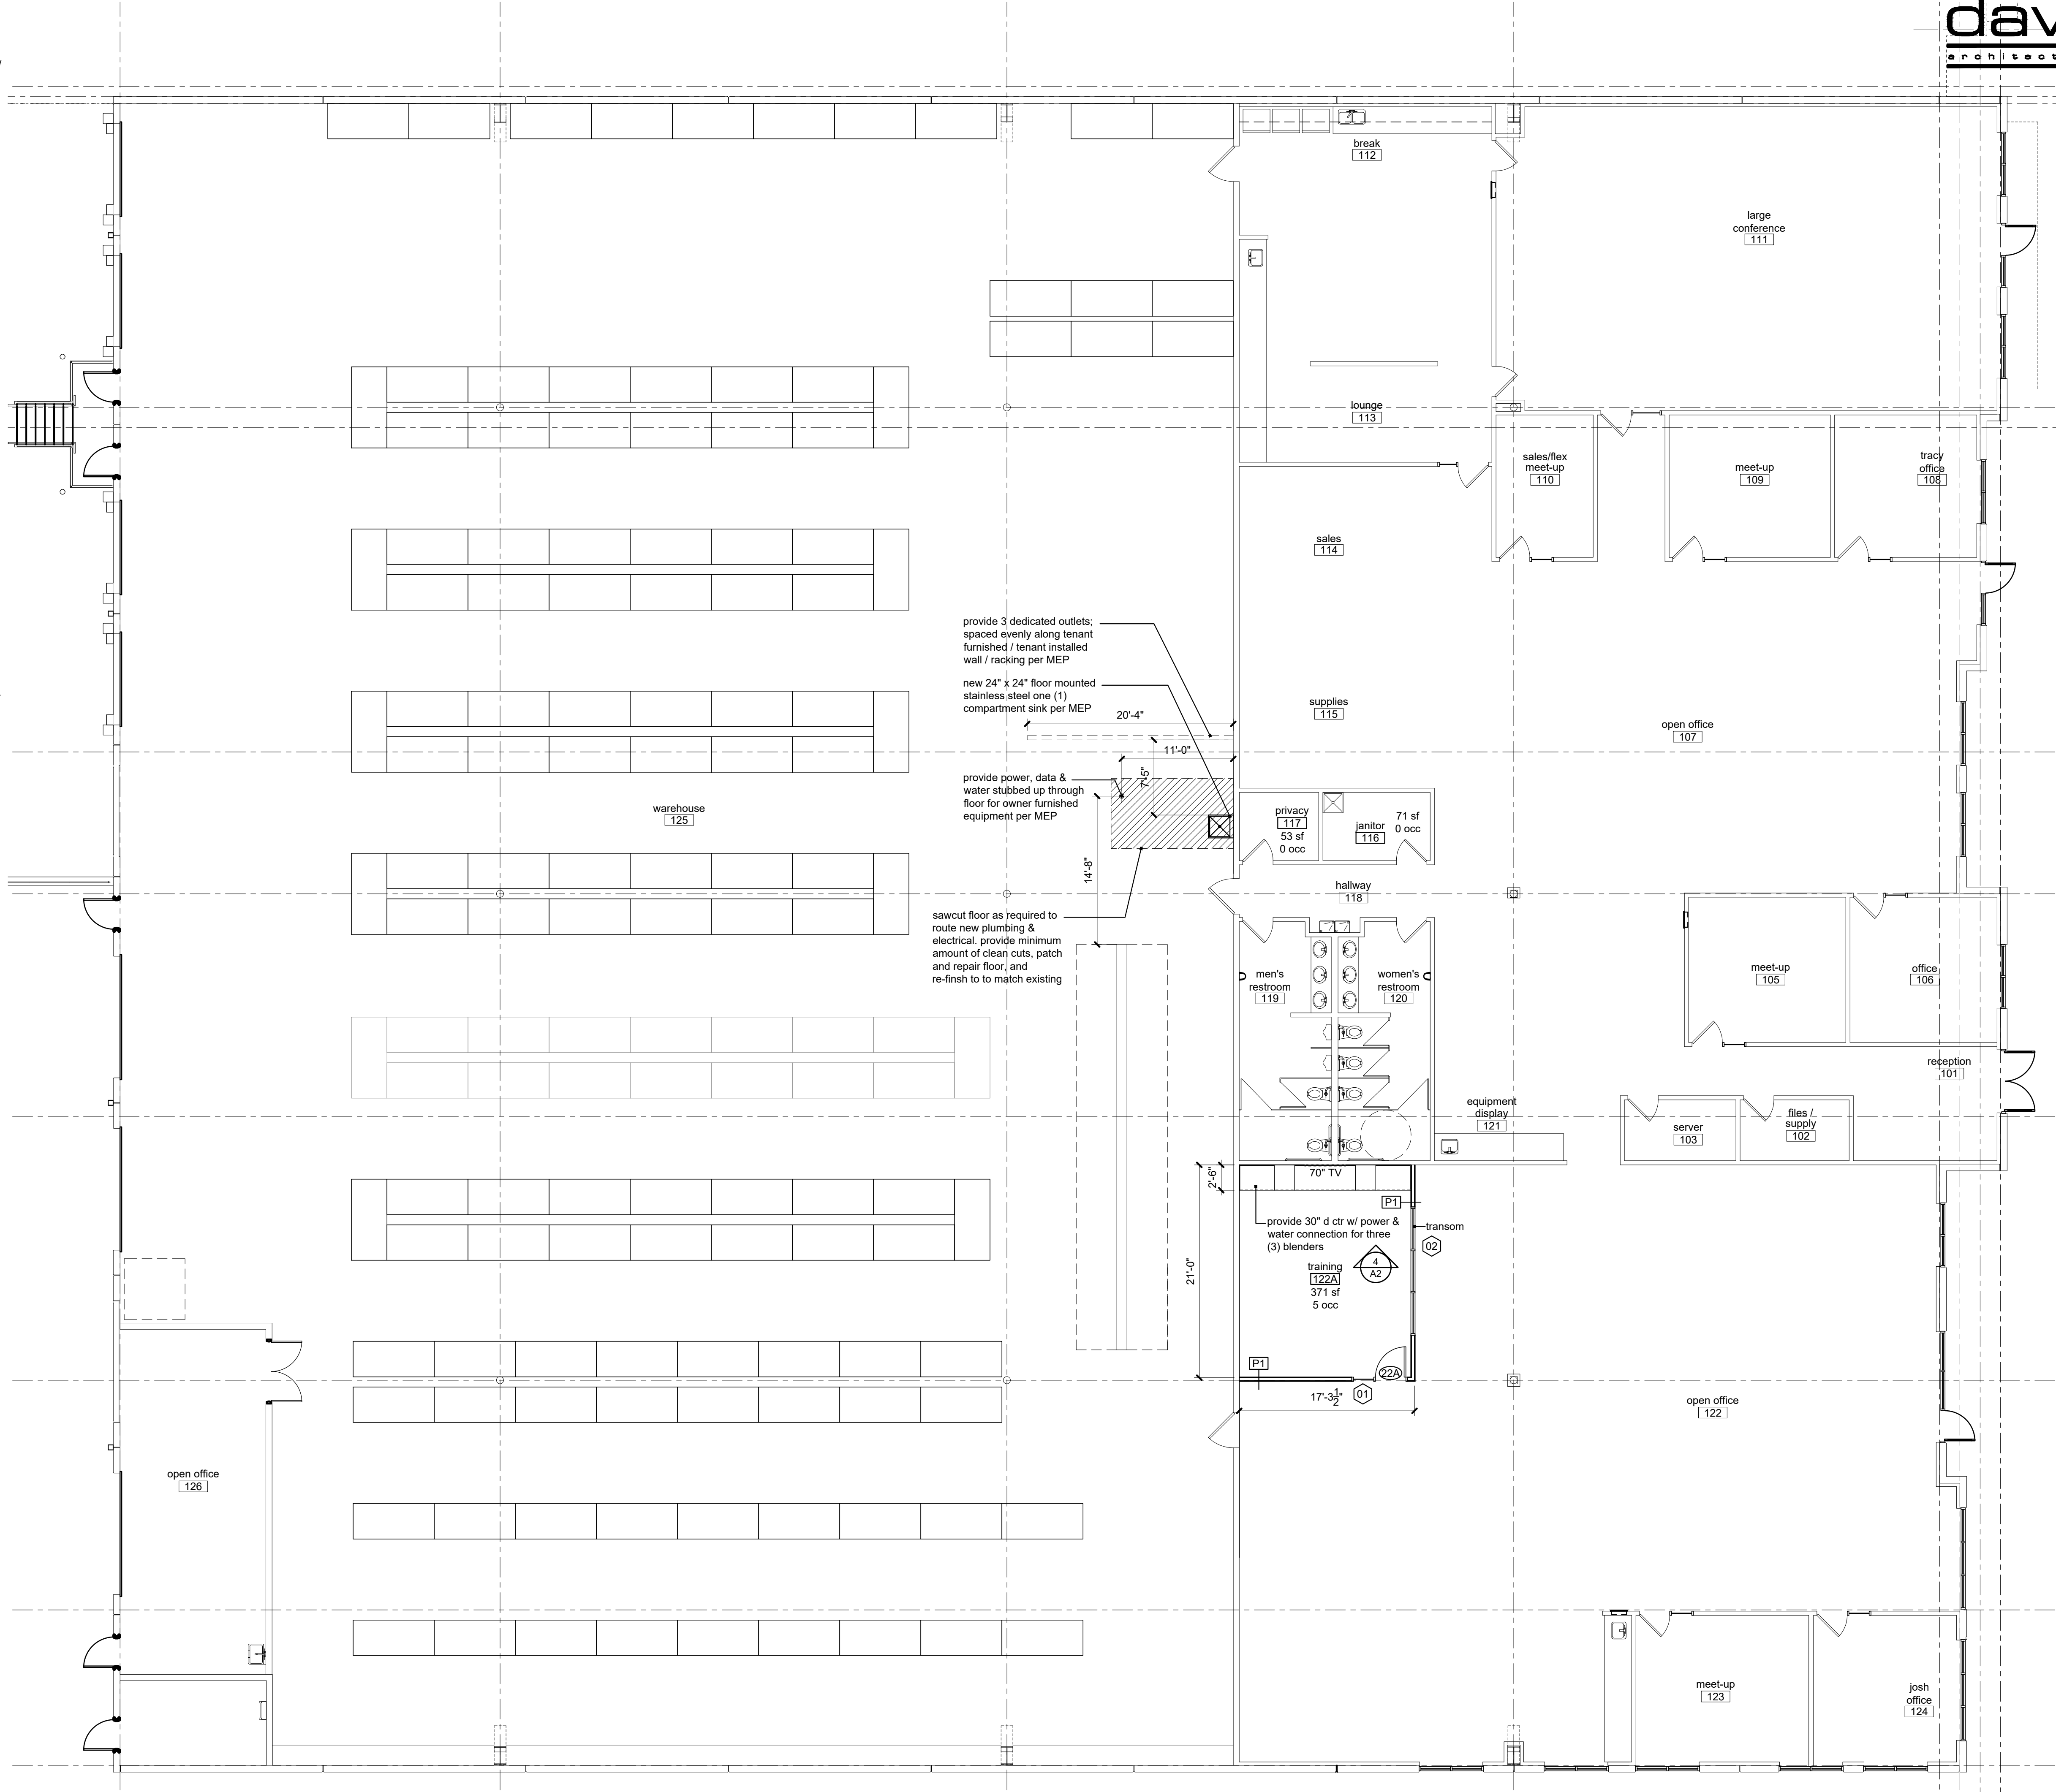 dav
architect
break
112
large
conference
111
lounge
113
sales/flex
meet-up
110
meet-up
109
tracy
office
108
sales
114
provide 3 dedicated outlets;
spaced evenly along tenant
furnished / tenant installed
wall / racking per MEP
new 24" x 24" floor mounted
stainless steel one (1)
compartment sink per MEP
20'-4"
supplies
115
open office
107
11'-0"
7'-5"
provide power, data &
water stubbed up through
floor for owner furnished
equipment per MEP
warehouse
125
privacy
117
53 sf
0 occ
janitor
116
71 sf
0 occ
14'-8"
hallway
118
sawcut floor as required to
route new plumbing &
electrical. provide minimum
amount of clean cuts, patch
and repair floor, and
re-finsh to to match existing
men's
restroom
119
women's
restroom
120
meet-up
105
office
106
reception
101
equipment
display
121
server
103
files /
supply
102
2'-6"
70" TV
P1
provide 30" d ctr w/ power &
water connection for three
(3) blenders
transom
02
4
A2
training
122A
371 sf
5 occ
21'-0"
P1
22A
01
17'-3 1/2"
open office
122
open office
126
meet-up
123
josh
office
124